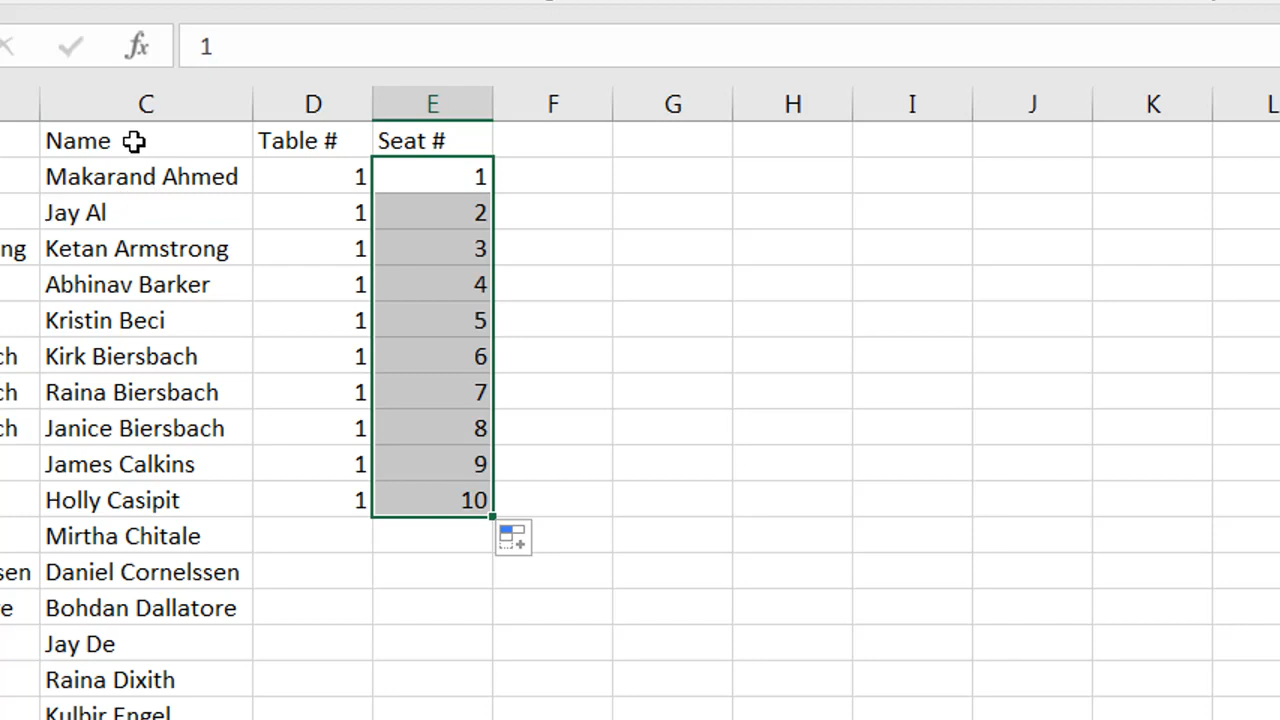 fx 1
C D E F G H I J K L
Name Table # Seat #
Makarand Ahmed 1 1
Jay Al 1 2
ng Ketan Armstrong 1 3
Abhinav Barker 1 4
Kristin Beci 1 5
ch Kirk Biersbach 1 6
ch Raina Biersbach 1 7
ch Janice Biersbach 1 8
James Calkins 1 9
Holly Casipit 1 10
Mirtha Chitale
sen Daniel Cornelssen
e Bohdan Dallatore
Jay De
Raina Dixith
Kulbir Engel